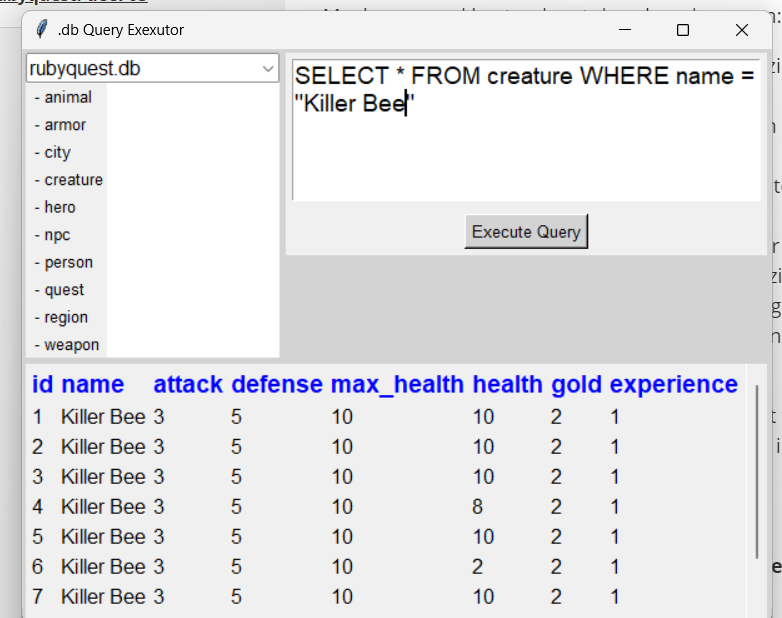 .db Query Exexutor
rubyquest.db
- animal
- armor
- city
- creature
- hero
- npc
- person
- quest
- region
- weapon
SELECT * FROM creature WHERE name =
"Killer Bee"
Execute Query
id name attack defense max_health health gold experience
1 Killer Bee 3 5 10 10 2 1
2 Killer Bee 3 5 10 10 2 1
3 Killer Bee 3 5 10 10 2 1
4 Killer Bee 3 5 10 8 2 1
5 Killer Bee 3 5 10 10 2 1
6 Killer Bee 3 5 10 2 2 1
7 Killer Bee 3 5 10 10 2 1